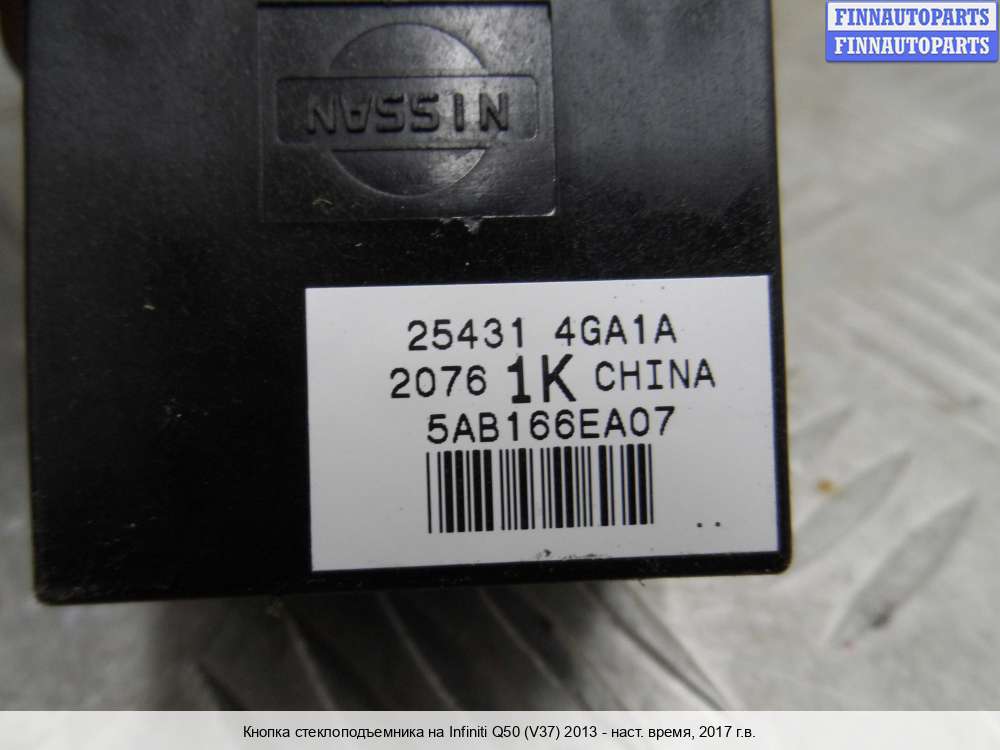 FINNAUTOPARTS
FINNAUTOPARTS
NISSAN
25431 4GA1A
2076 1K CHINA
5AB166EA07
Кнопка стеклоподъемника на Infiniti Q50 (V37) 2013 - наст. время, 2017 г.в.